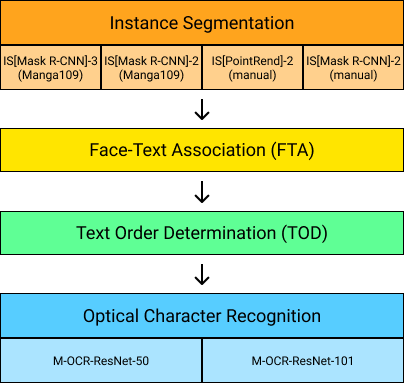 Instance Segmentation
IS[Mask R-CNN]-3
(Manga109)
IS[Mask R-CNN]-2
(Manga109)
IS[PointRend]-2
(manual)
IS[Mask R-CNN]-2
(manual)
Face-Text Association (FTA)
Text Order Determination (TOD)
Optical Character Recognition
M-OCR-ResNet-50
M-OCR-ResNet-101